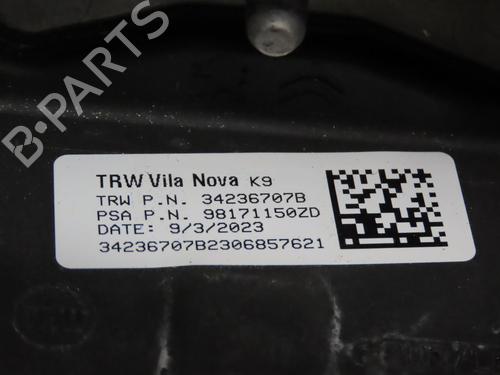 B-PARTS
TRW Vila Nova K9
TRW P.N. 34236707B
PSA P.N. 98171150ZD
DATE: 9/3/2023
34236707B2306857621